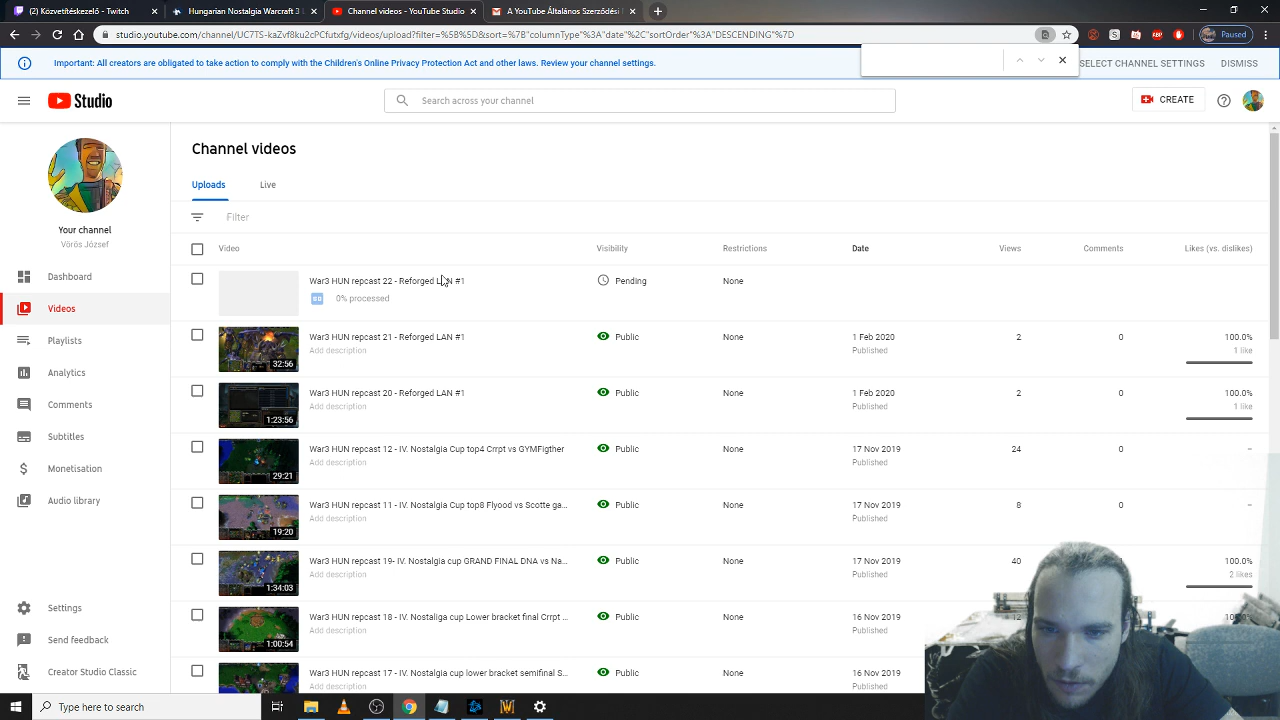 (2) Közvetítéskezelő - Twitch
Hungarian Nostalgia Warcraft 3 L
Channel videos - YouTube Studio
A YouTube Általános Szerződési F
studio.youtube.com/channel/UC7TS-kaZvf8ku2cPCfutrgQ/videos/upload?filter=%5B%5D&sort=%7B"columnType"%3A"date"%2C"sortOrder"%3A"DESCENDING"%7D
Paused
Important: All creators are obligated to take action to comply with the Children's Online Privacy Protection Act and other laws. Review your channel settings.
SELECT CHANNEL SETTINGS
DISMISS
Studio
Search across your channel
CREATE
Your channel
Vörös József
Dashboard
Videos
Playlists
Analytics
Comments
Subtitles
Monetisation
Audio library
Settings
Send feedback
Creator Studio Classic
Channel videos
Uploads Live
Filter
Video Visibility Restrictions Date Views Comments Likes (vs. dislikes)
War3 HUN repcast 22 - Reforged LAN #1 Pending None
SD 0% processed
War3 HUN repcast 21 - Reforged LAN #1 Public None 1 Feb 2020 2 0 100.0%
Add description Published 1 like
32:56
War3 HUN repcast 20 - Reforged LAN #1 Public None 1 Feb 2020 2 0 100.0%
Add description Published 1 like
1:23:56
War3 HUN repcast 12 - IV. Nostalgia Cup top4 Crrpt vs GYMFigther Public None 17 Nov 2019 24 0 –
Add description Published
29:21
War3 HUN repcast 11 - IV. Nostalgia Cup top8 Flyood vs Scotte ga... Public None 17 Nov 2019 8 0 –
Add description Published
19:20
War3 HUN repcast 19- IV. Nostalgia cup GRAND FINAL DNA vs Na... Public None 17 Nov 2019 40 100.0%
Add description Published 2 likes
1:34:03
War3 HUN repcast 18 - IV. Nostalgia cup Lower bracket final Crrpt ... Public None 16 Nov 2019
Add description Published
1:00:54
War3 HUN repcast 17 - IV. Nostalgia cup lower bracket semifinal S... Public None 16 Nov 2019
Add description Published
Type here to search